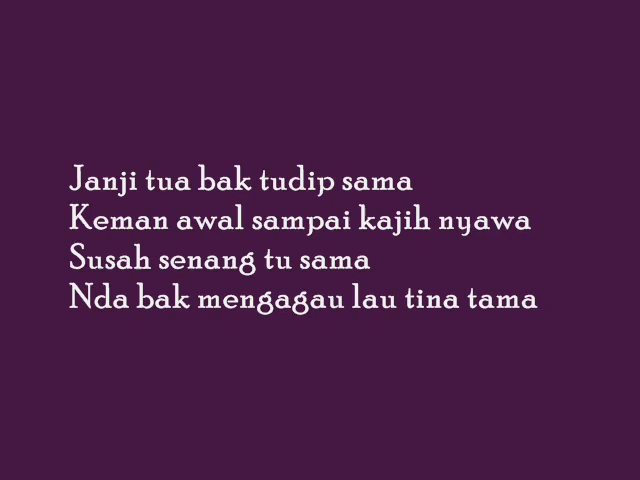 Janji tua bak tudip sama
Keman awal sampai kajih nyawa
Susah senang tu sama
Nda bak mengagau lau tina tama